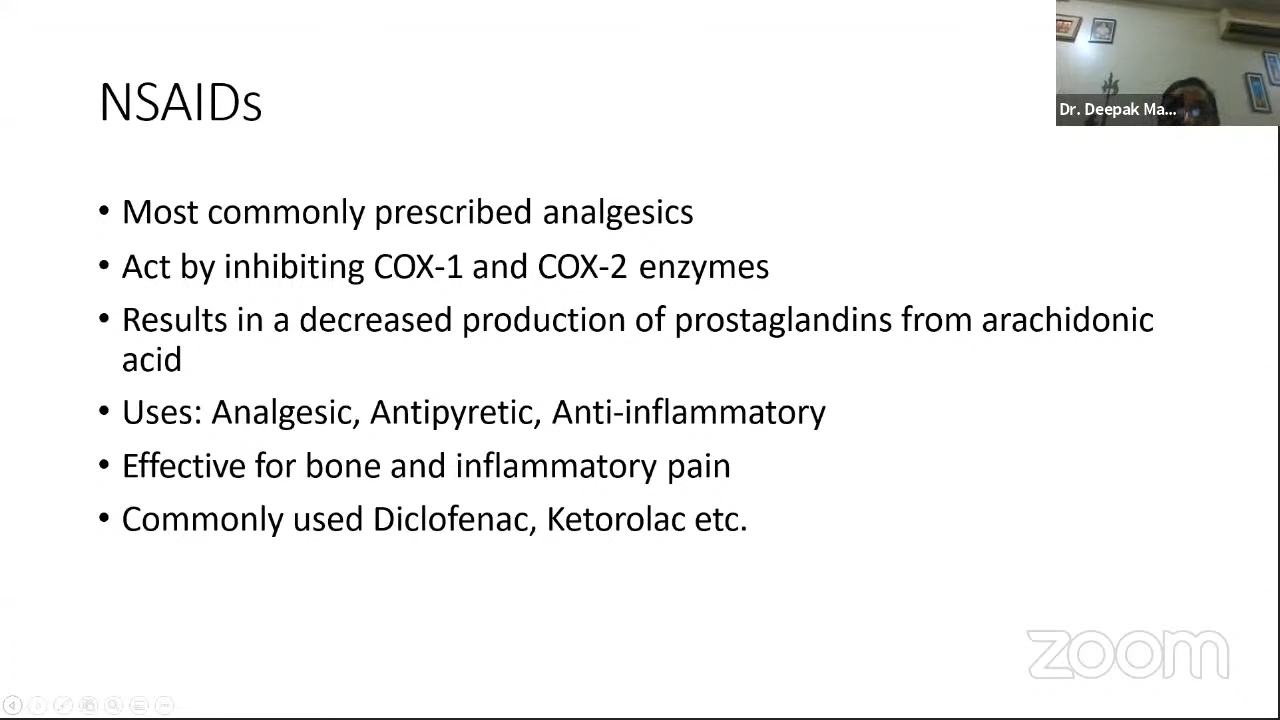 NSAIDs
Dr. Deepak Ma...
• Most commonly prescribed analgesics
• Act by inhibiting COX-1 and COX-2 enzymes
• Results in a decreased production of prostaglandins from arachidonic
acid
• Uses: Analgesic, Antipyretic, Anti-inflammatory
• Effective for bone and inflammatory pain
• Commonly used Diclofenac, Ketorolac etc.
zoom